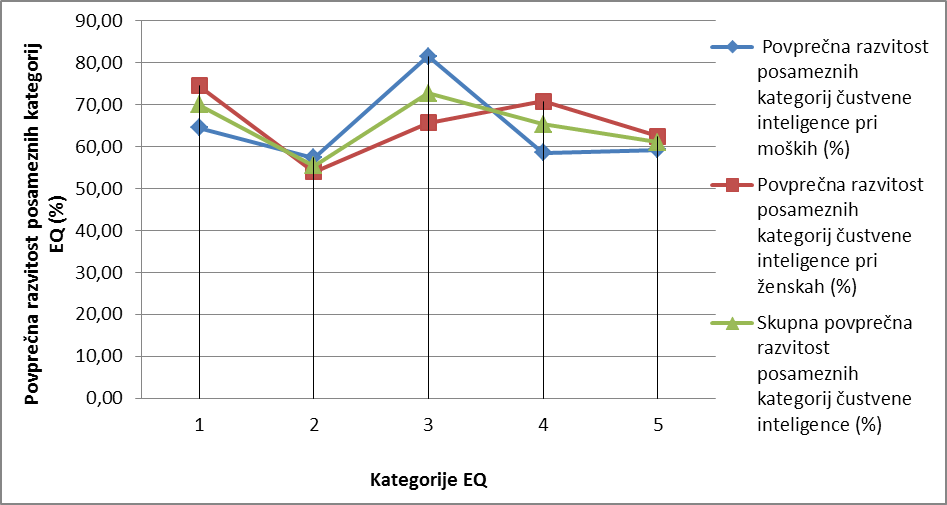 Povprečna razvitost posameznih kategorij
EQ (%)
90,00
80,00
70,00
60,00
50,00
40,00
30,00
20,00
10,00
0,00
1 2 3 4 5
Kategorije EQ
Povprečna razvitost
posameznih
kategorij čustvene
inteligence pri
moških (%)
Povprečna razvitost
posameznih
kategorij čustvene
inteligence pri
ženskah (%)
Skupna povprečna
razvitost
posameznih
kategorij čustvene
inteligence (%)